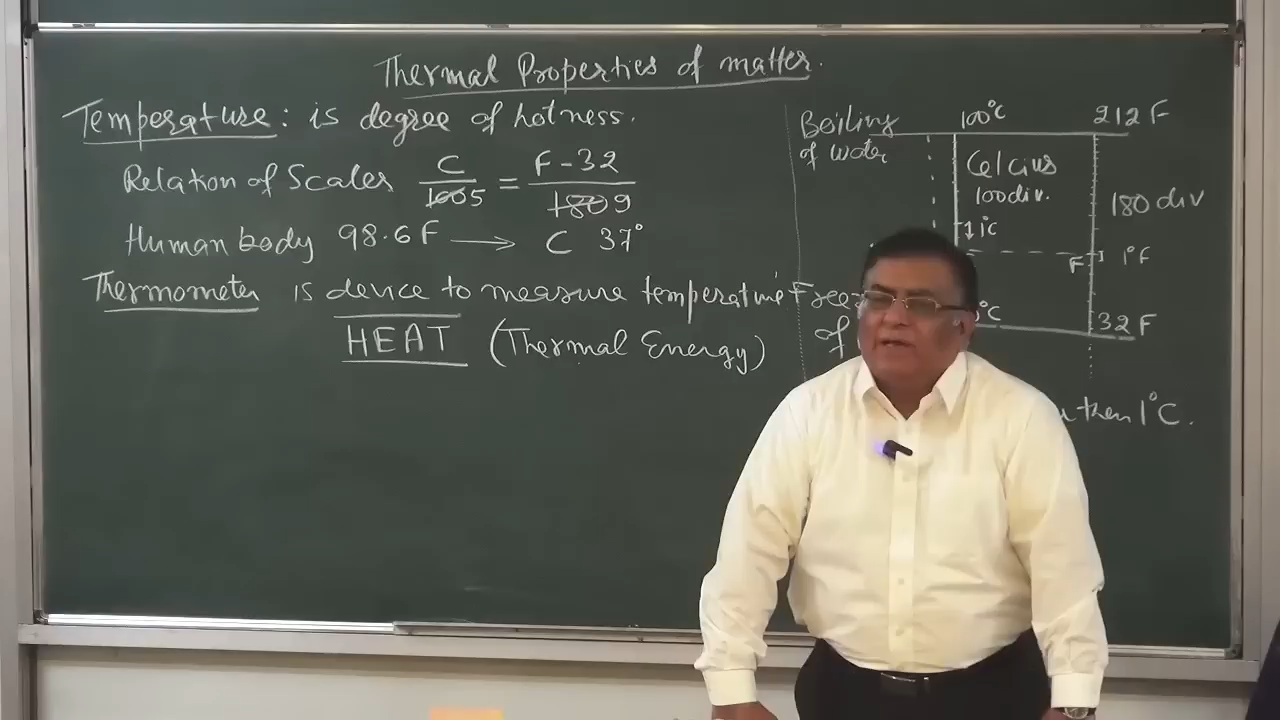 Thermal Properties of matter.
Temperature: is degree of hotness.
Relation of Scales C/1005 = F-32/1809
Human body 98.6F → C 37°
Thermometer is device to measure temperature
HEAT (Thermal Energy)
Boiling
of water
100°C
212 F
Celcius
100 div.
180 div
1°C
F
1°F
°C
32 F
of
then 1°C.